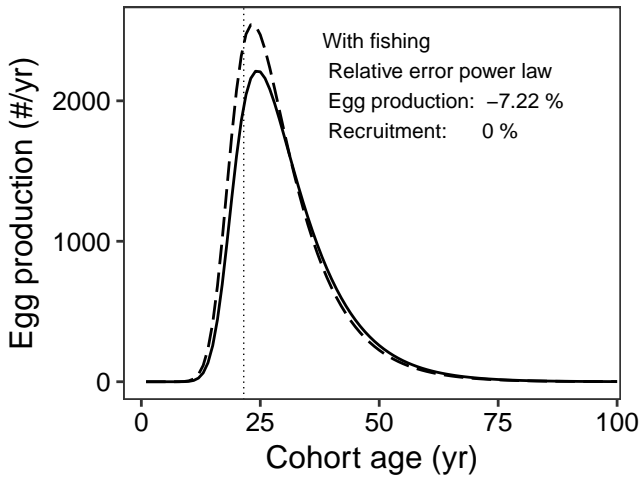 With fishing
Relative error power law
Egg production: −7.22 %
Recruitment: 0 %
Egg production (#/yr)
2000
1000
0
0 25 50 75 100
Cohort age (yr)